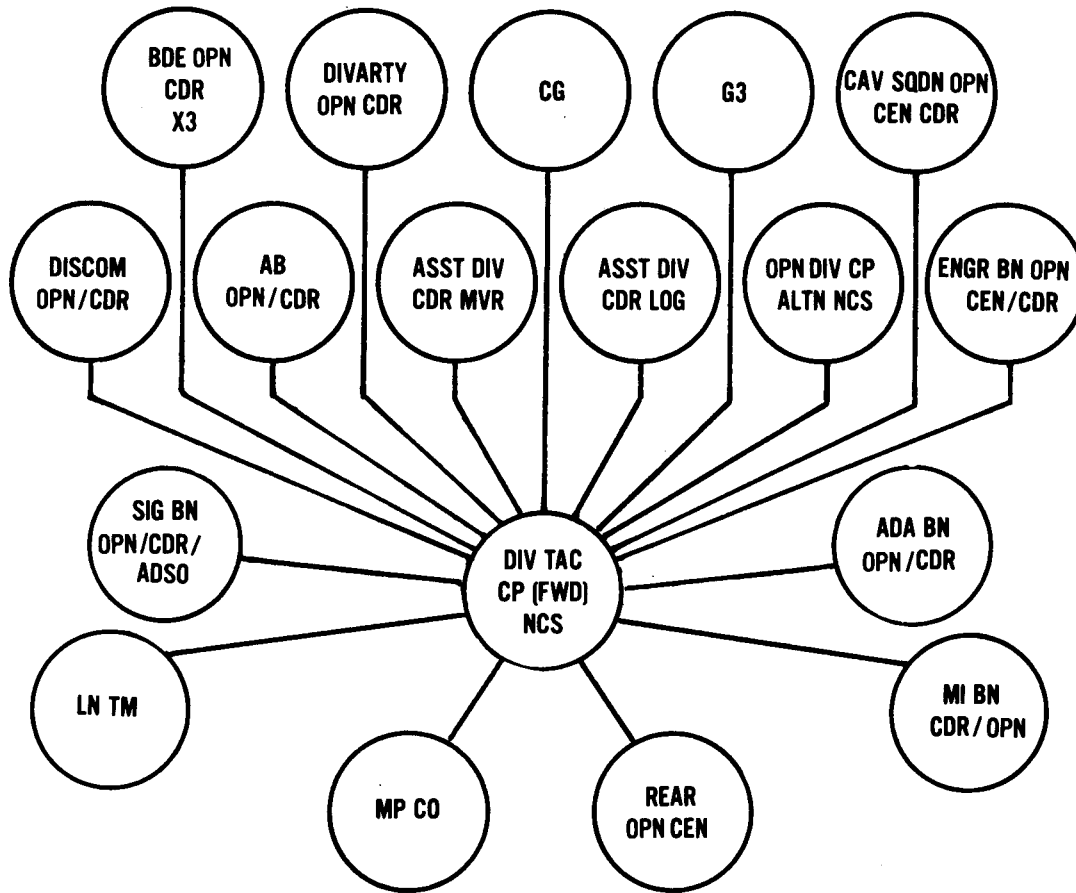 BDE OPN
CDR
X3
DIVARTY
OPN CDR
CG
G3
CAV SQDN OPN
CEN CDR
DISCOM
OPN/CDR
AB
OPN/CDR
ASST DIV
CDR MVR
ASST DIV
CDR LOG
OPN DIV CP
ALTN NCS
ENGR BN OPN
CEN/CDR
SIG BN
OPN/CDR/
ADSO
DIV TAC
CP (FWD)
NCS
ADA BN
OPN/CDR
LN TM
MI BN
CDR/OPN
MP CO
REAR
OPN CEN